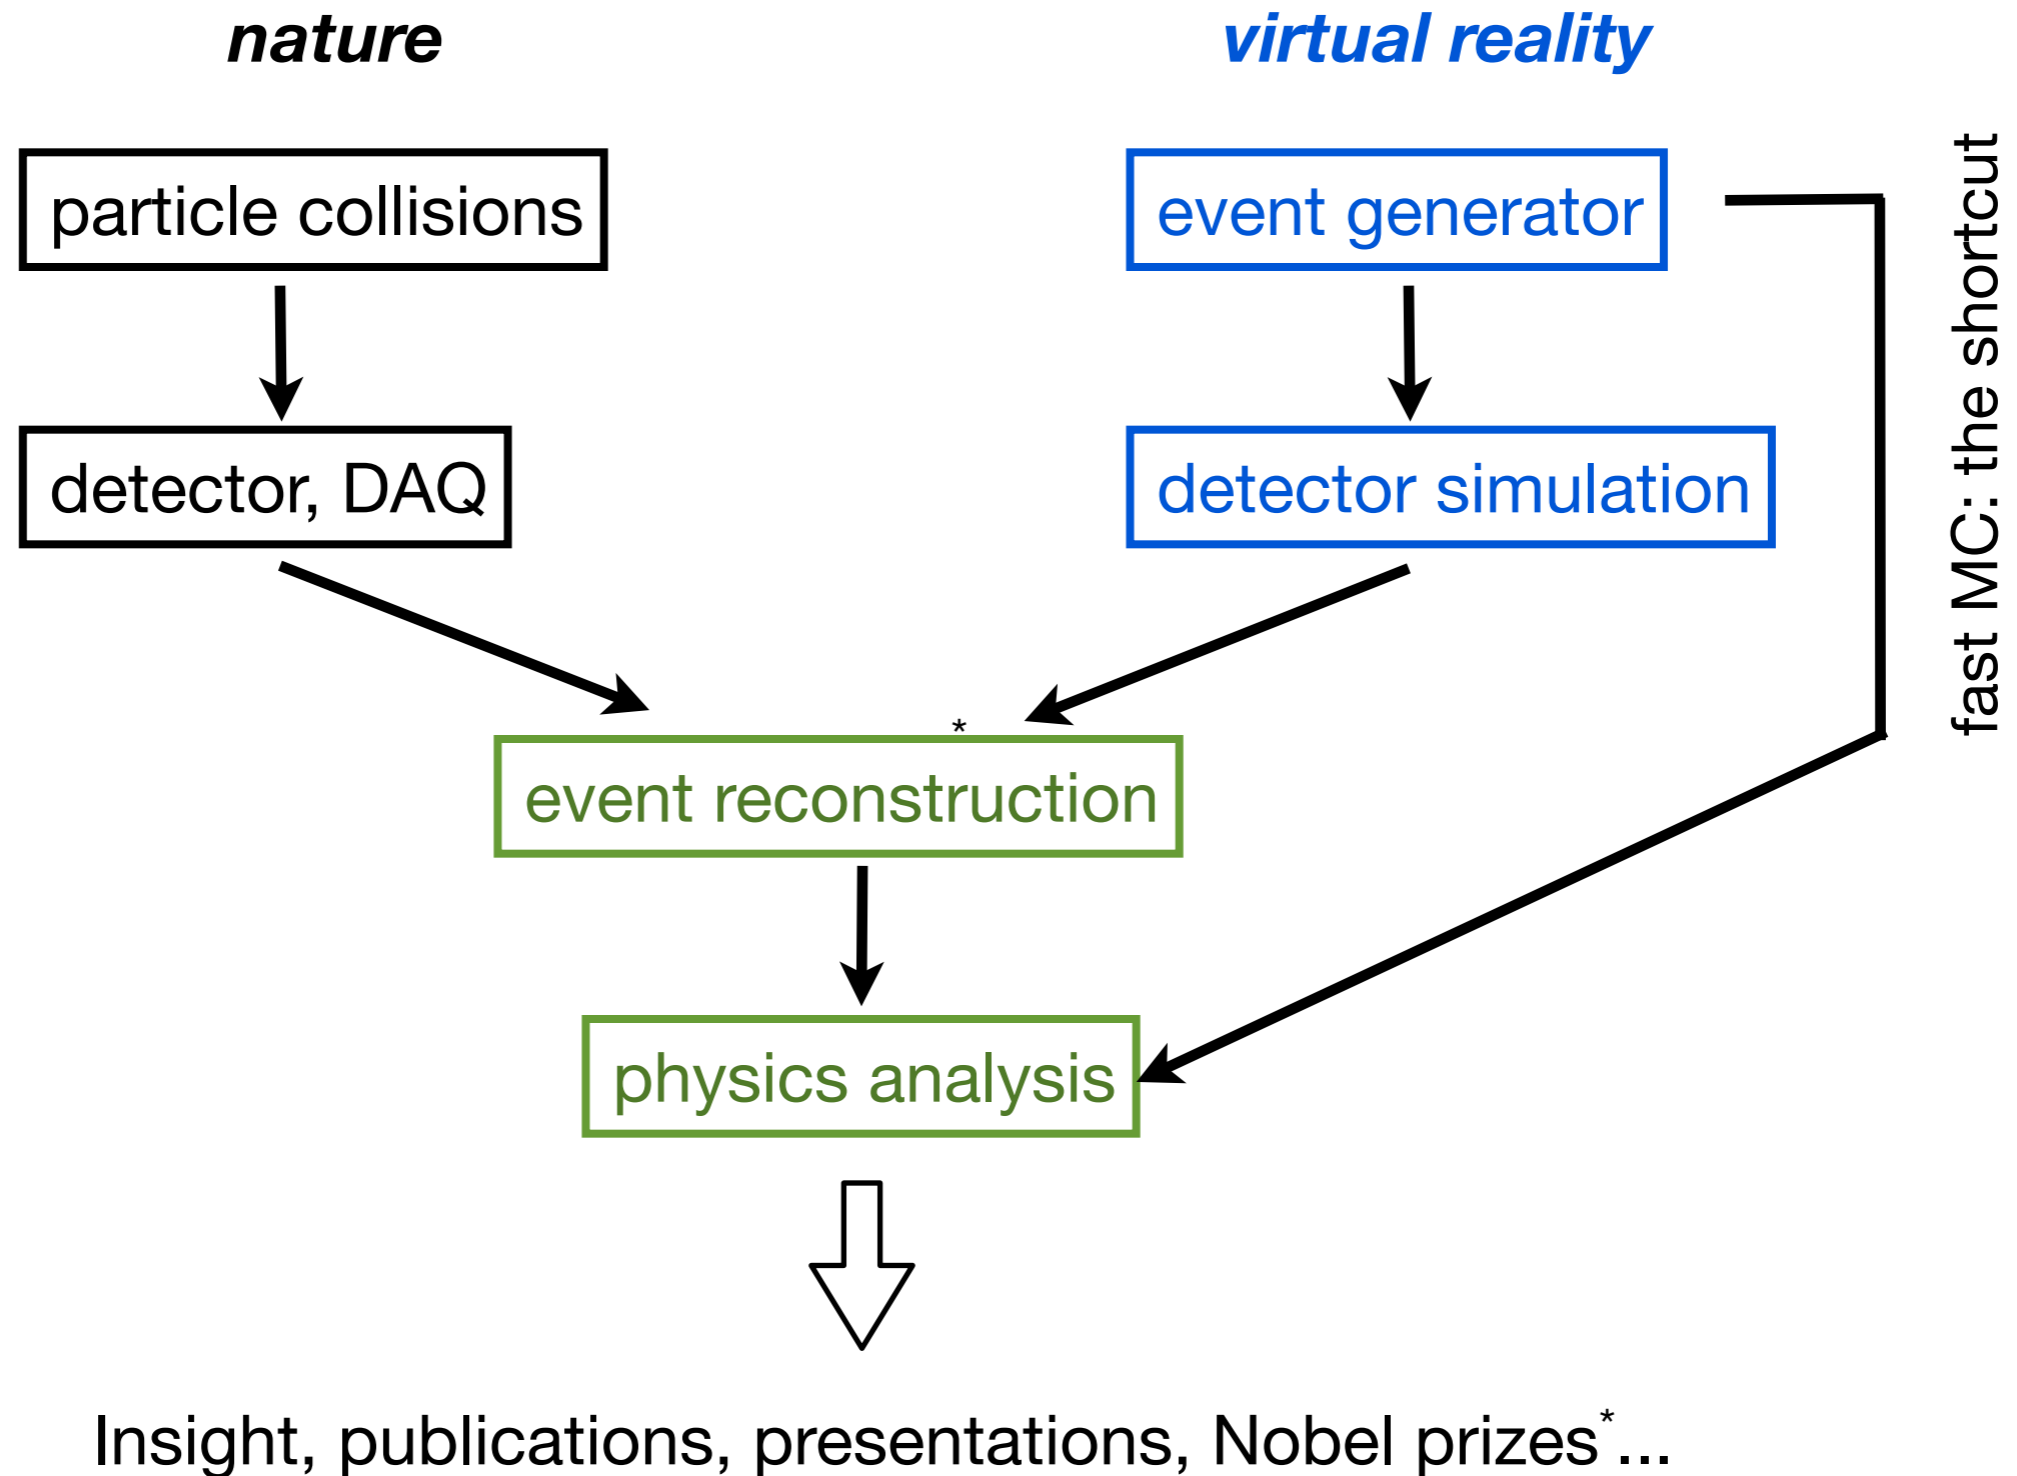 nature
virtual reality
particle collisions
event generator
fast MC: the shortcut
detector, DAQ
detector simulation
*
event reconstruction
physics analysis
Insight, publications, presentations, Nobel prizes*...